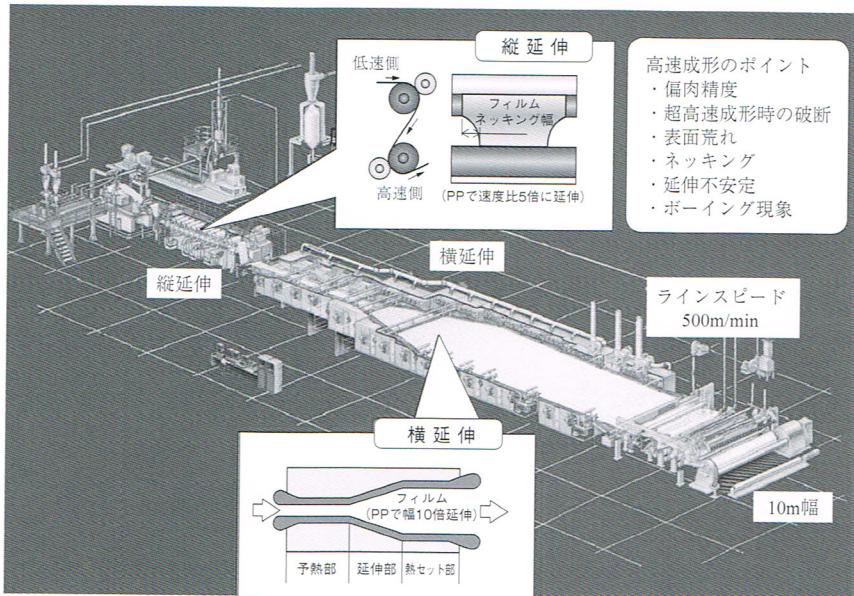 縦 延 伸
低速側
フィルム
ネッキング幅
高速側
(PPで速度比5倍に延伸)
高速成形のポイント
・偏肉精度
・超高速成形時の破断
・表面荒れ
・ネッキング
・延伸不安定
・ボーイング現象
縦延伸
横延伸
ラインスピード
500m/min
横 延 伸
フィルム
(PPで幅10倍延伸)
予熱部
延伸部
熱セット部
10m幅